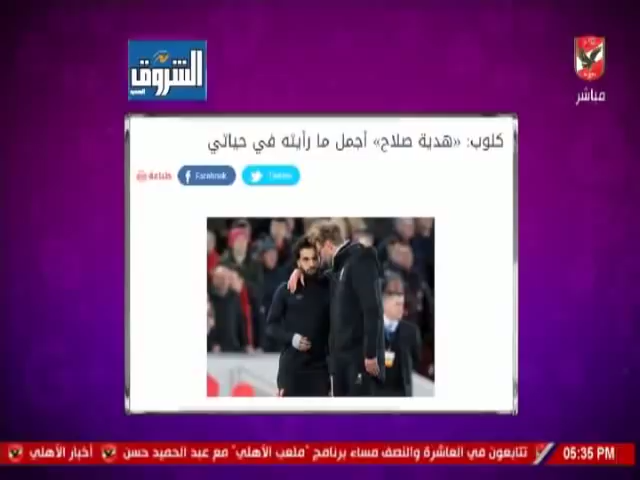 الشروق
مباشر
كلوب: «هدية صلاح» أجمل ما رأيته في حياتي
طباعة
Facebook
Twitter
تتابعون في العاشرة والنصف مساء برنامج "ملعب الأهلي" مع عبد الحميد حسن
أخبار الأهلي
05:35 PM